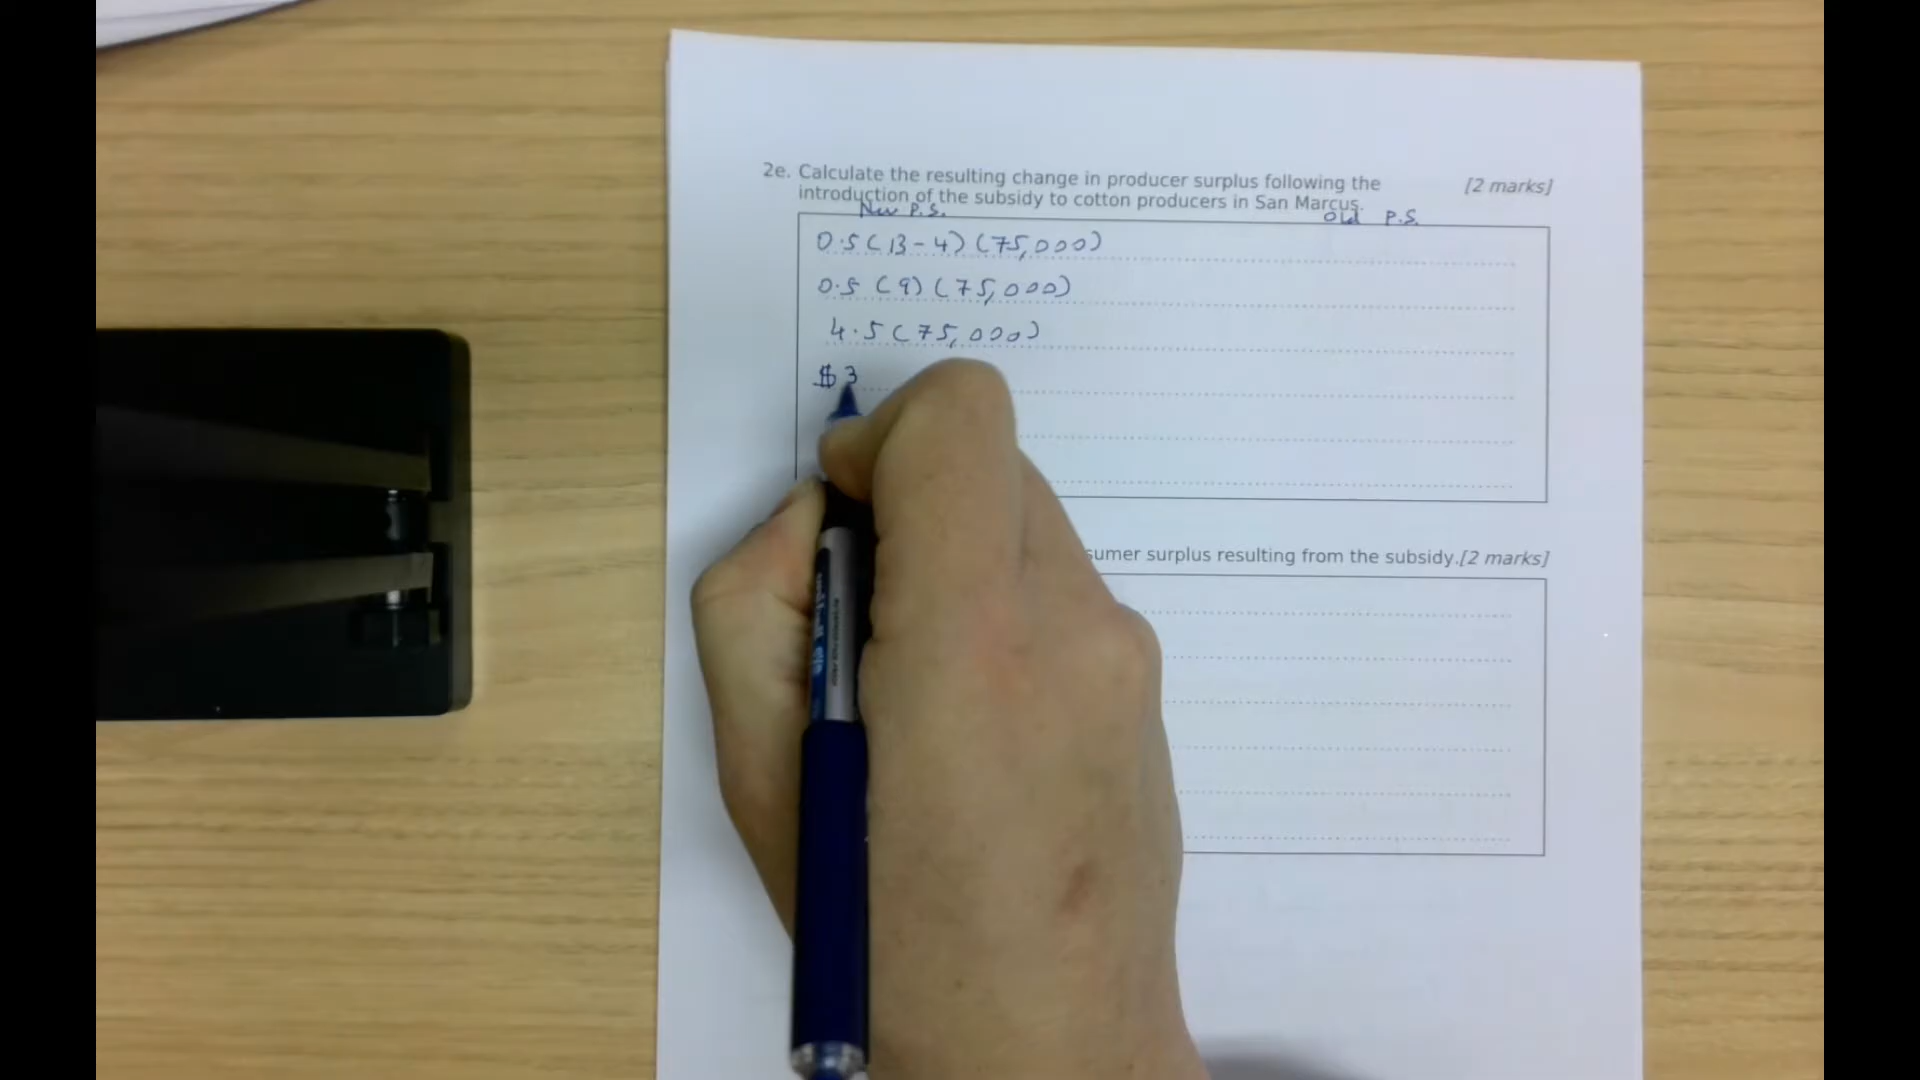 2e. Calculate the resulting change in producer surplus following the [2 marks]
introduction of the subsidy to cotton producers in San Marcus.
New P.S. Old P.S.
0.5(13-4)(75,000)
0.5(9)(75,000)
4.5(75,000)
$3
sumer surplus resulting from the subsidy.[2 marks]